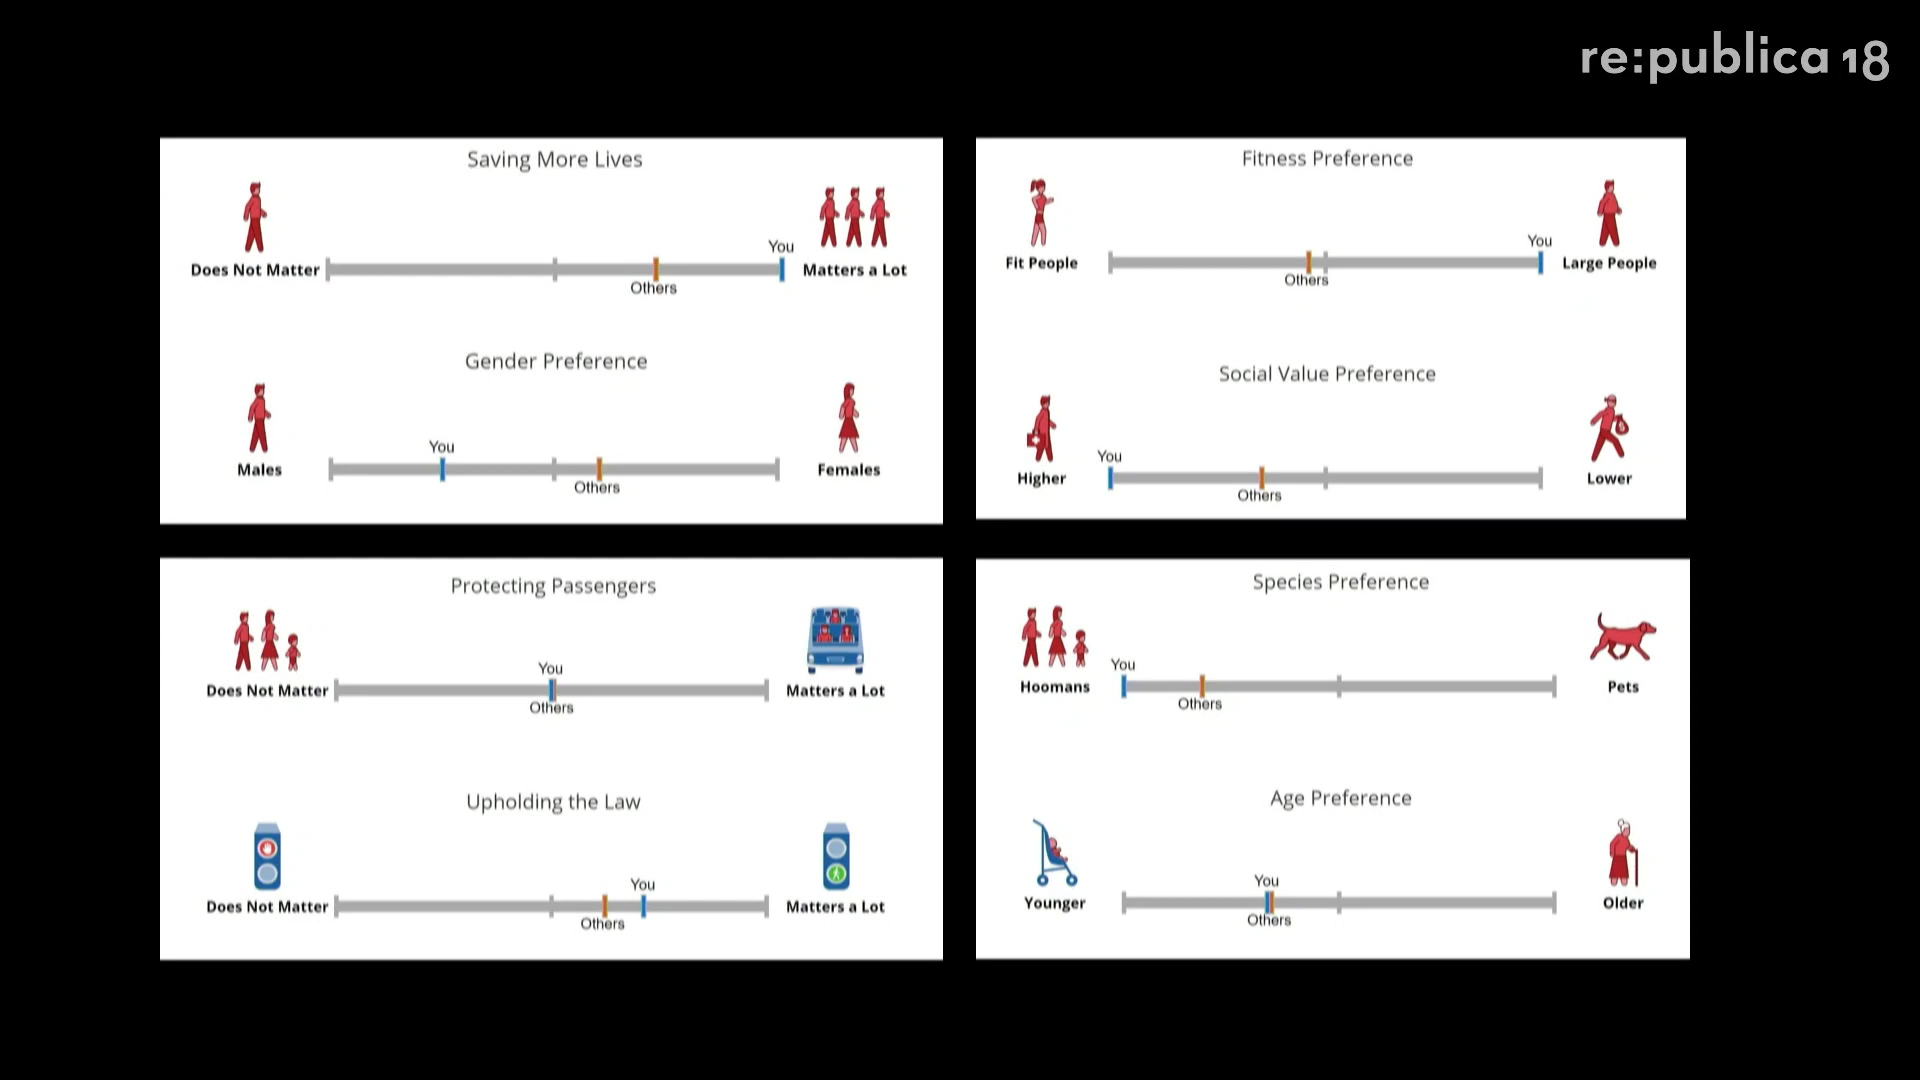 re:publica 18
Saving More Lives
You
Does Not Matter
Matters a Lot
Others
Gender Preference
You
Males
Females
Others
Fitness Preference
You
Fit People
Large People
Others
Social Value Preference
You
Higher
Lower
Others
Protecting Passengers
You
Does Not Matter
Matters a Lot
Others
Upholding the Law
You
Does Not Matter
Matters a Lot
Others
Species Preference
You
Hoomans
Pets
Others
Age Preference
You
Younger
Older
Others